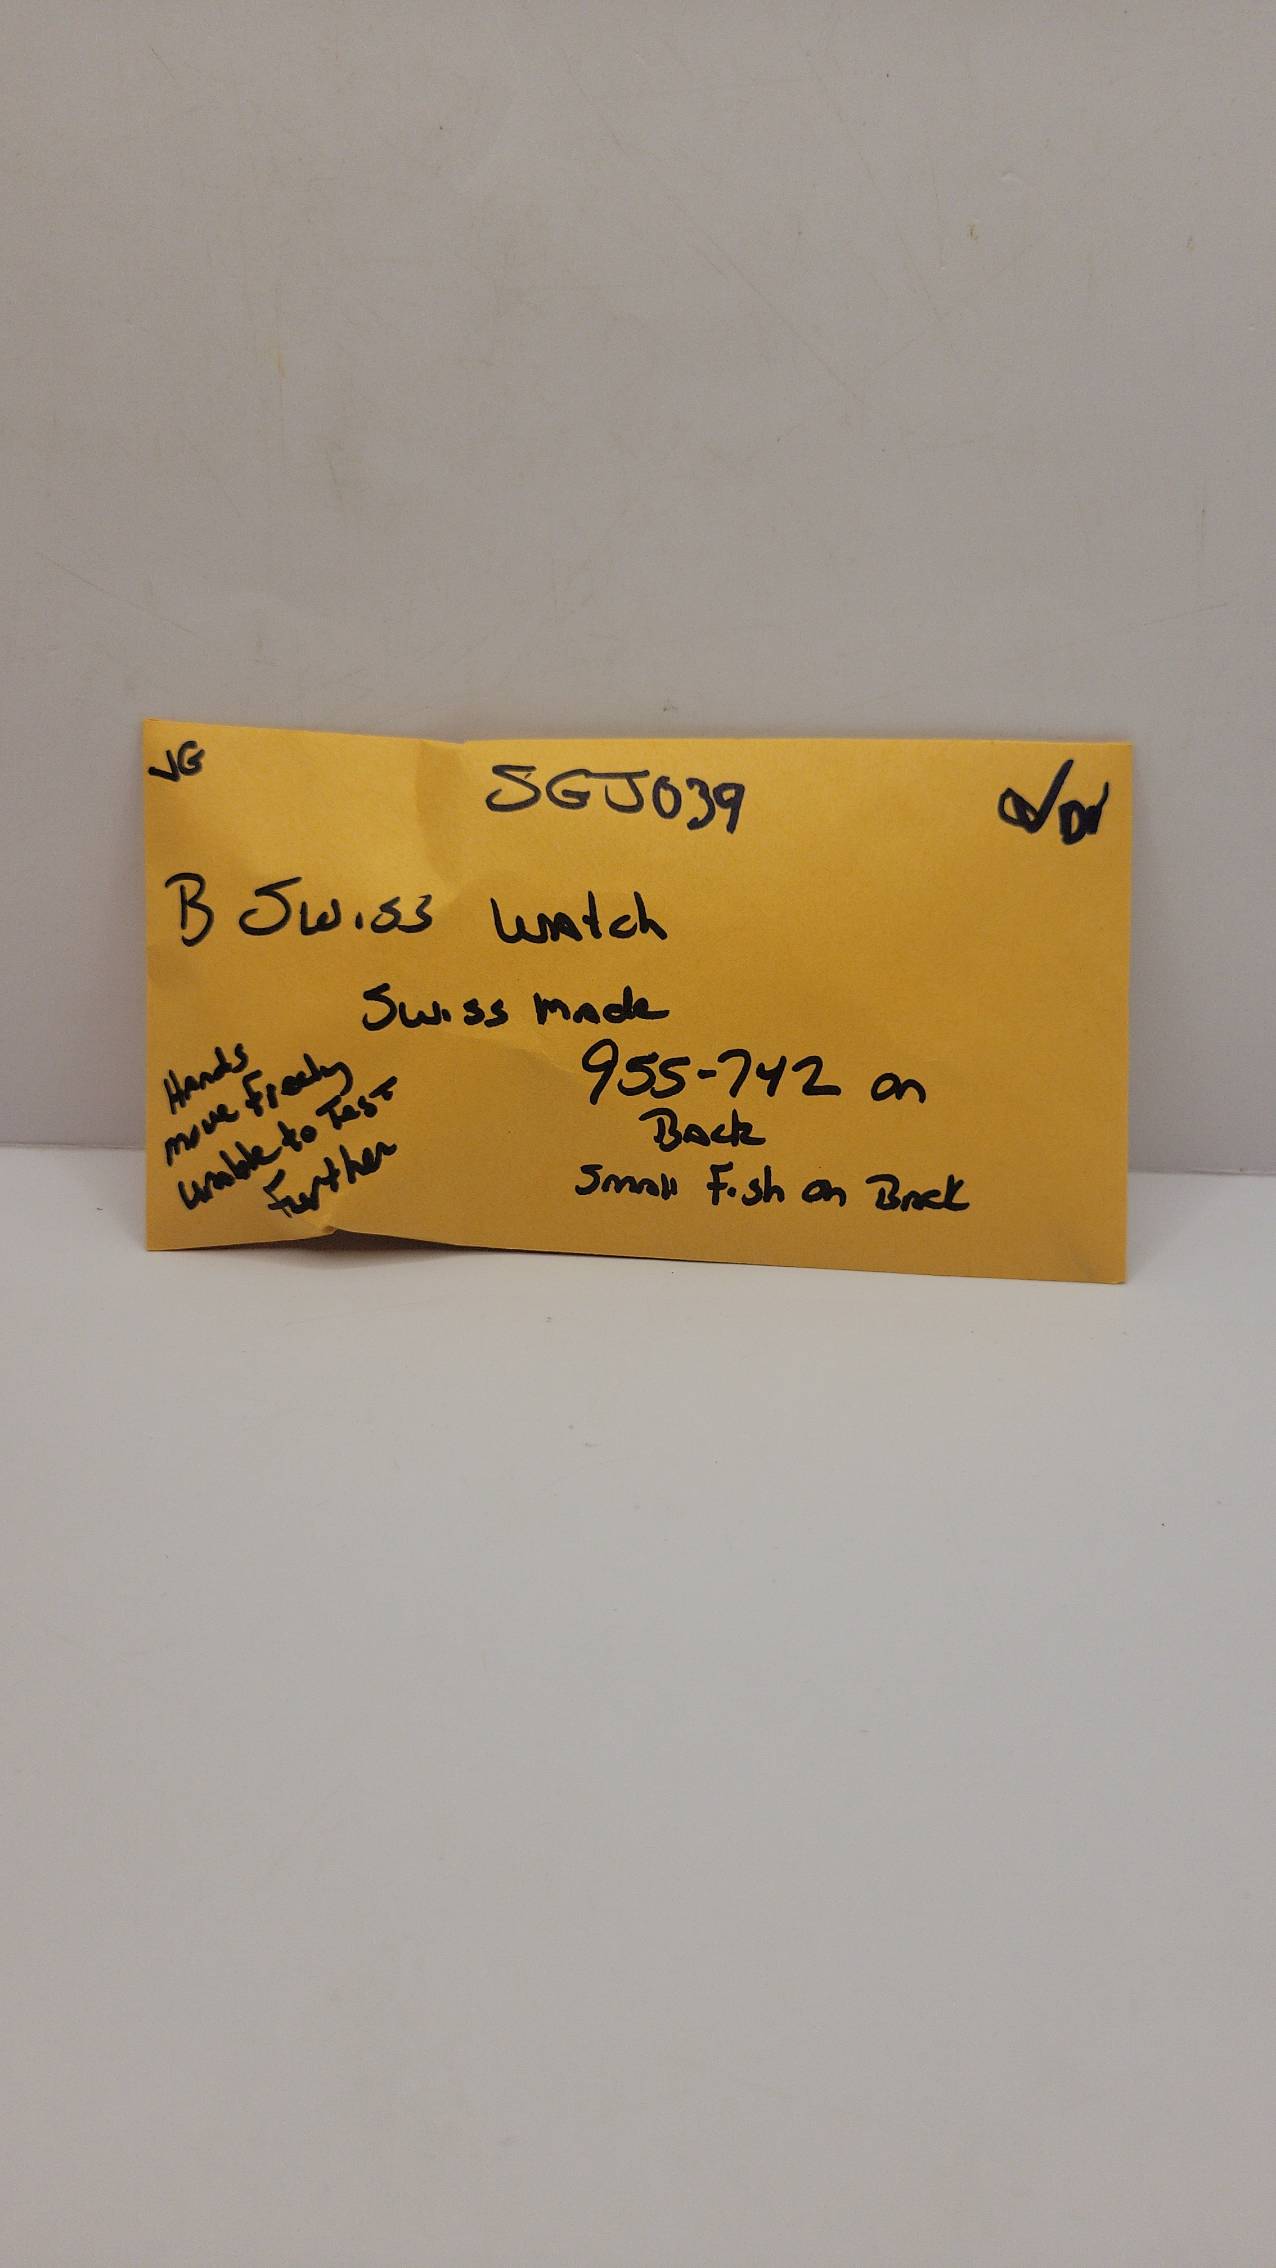 VG
SGJ039
B Swiss watch
Swiss made
Hands
move Freely
unable to Test
Further
955-742 on
Back
Small Fish on Back